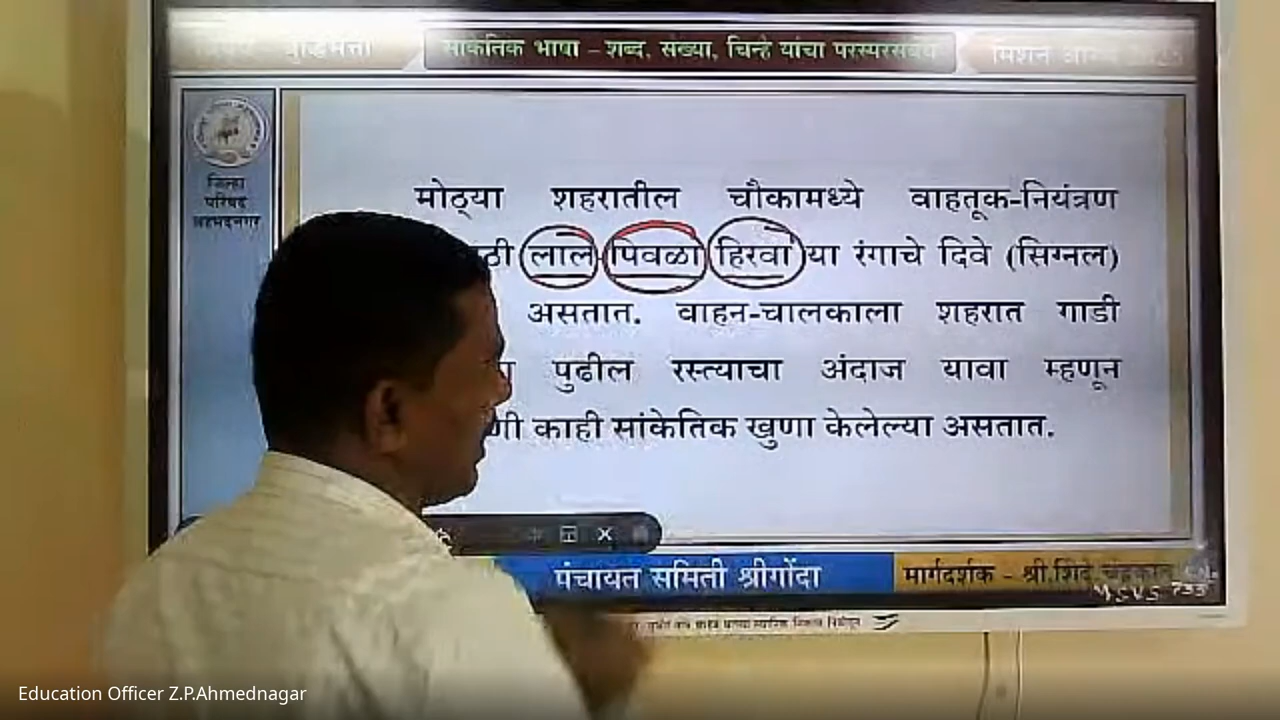 सांकेतिक भाषा – शब्द, संख्या, चिन्हे यांचा परस्परसंबंध
जिल्हा
परिषद
अहमदनगर
मोठ्या शहरातील चौकामध्ये वाहतूक-नियंत्रण
लाल पिवळा हिरवा या रंगाचे दिवे (सिग्नल)
असतात. वाहन-चालकाला शहरात गाडी
पुढील रस्त्याचा अंदाज यावा म्हणून
काही सांकेतिक खुणा केलेल्या असतात.
पंचायत समिती श्रीगोंदा
मार्गदर्शक - श्री.शिंदे
Education Officer Z.P.Ahmednagar